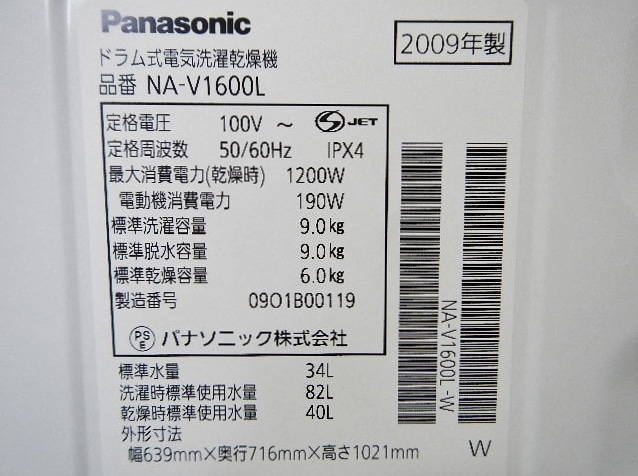 Panasonic
2009年製
ドラム式電気洗濯乾燥機
品番 NA-V1600L
定格電圧 100V ～ S JET
定格周波数 50/60Hz IPX4
最大消費電力(乾燥時) 1200W
電動機消費電力 190W
標準洗濯容量 9.0kg
標準脱水容量 9.0kg
標準乾燥容量 6.0kg
製造番号 09O1B00119
PS E パナソニック株式会社
標準水量 34L
洗濯時標準使用水量 82L
乾燥時標準使用水量 40L
外形寸法
幅639mm×奥行716mm×高さ1021mm
NA-V1600L-W
W